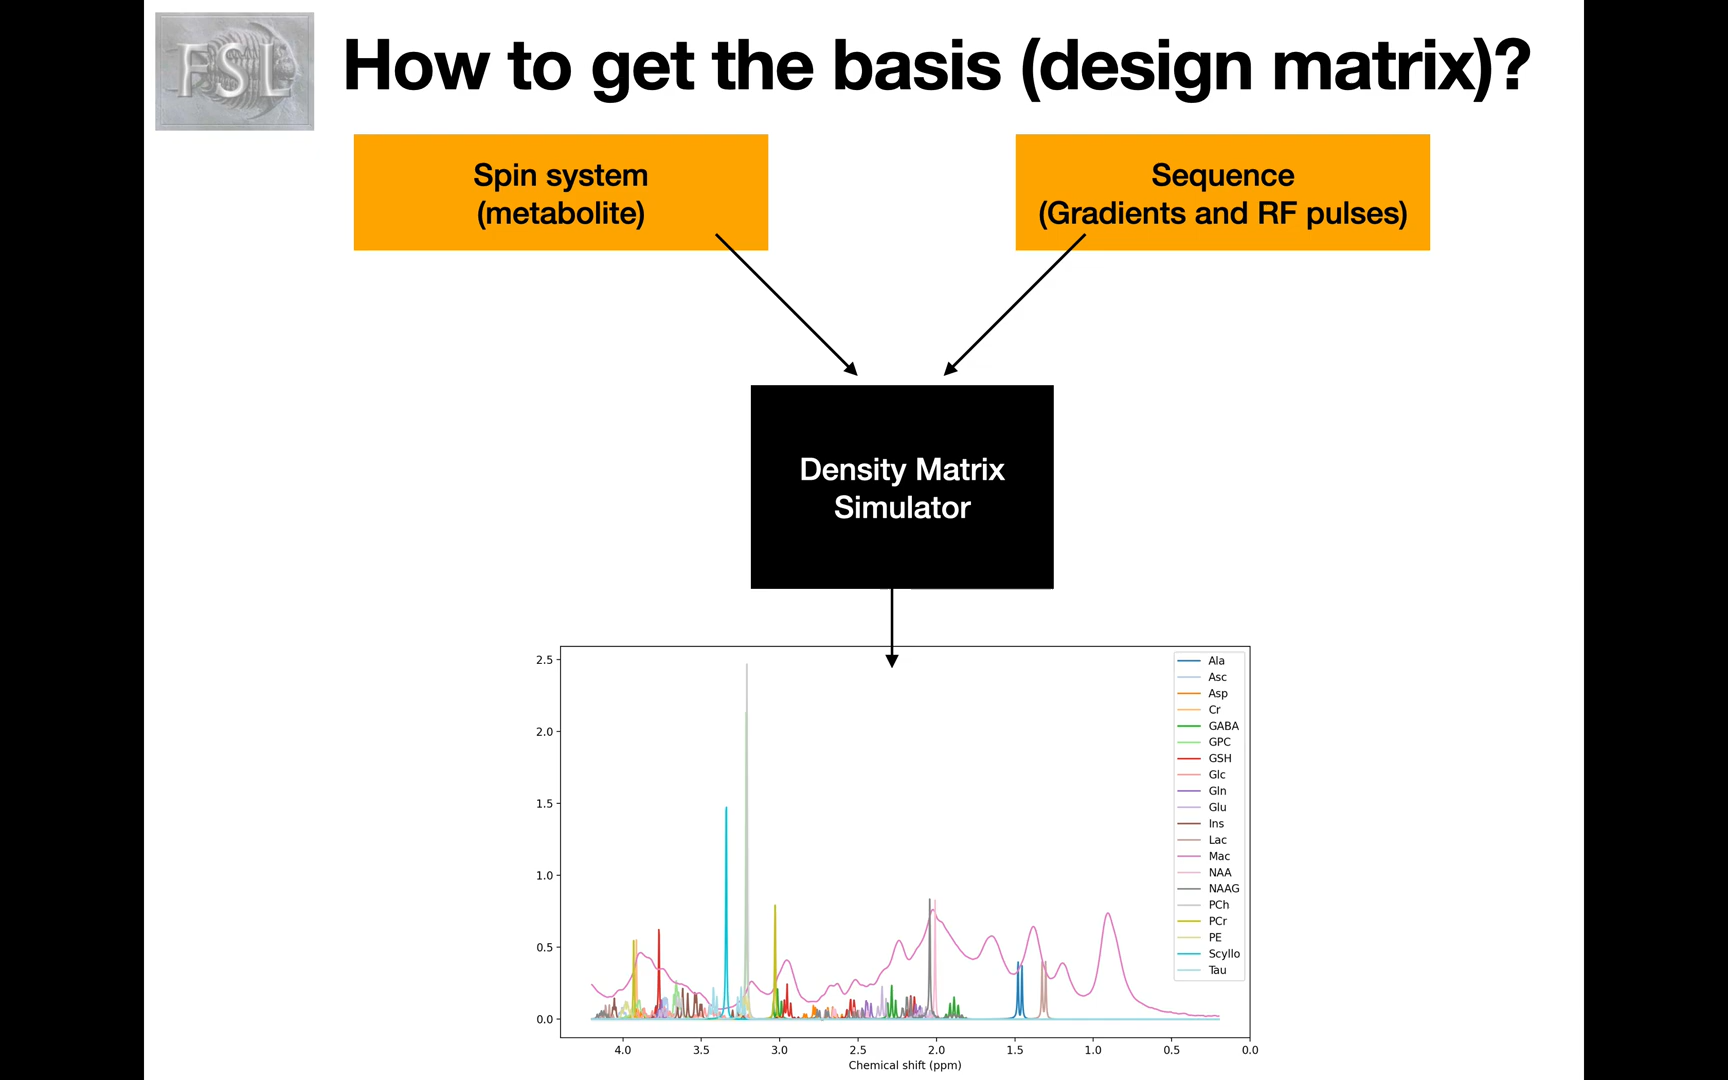 FSL
How to get the basis (design matrix)?
Spin system
(metabolite)
Sequence
(Gradients and RF pulses)
Density Matrix
Simulator
2.5
2.0
1.5
1.0
0.5
0.0
Ala
Asc
Asp
Cr
GABA
GPC
GSH
Glc
Gln
Glu
Ins
Lac
Mac
NAA
NAAG
PCh
PCr
PE
Scyllo
Tau
4.0 3.5 3.0 2.5 2.0 1.5 1.0 0.5 0.0
Chemical shift (ppm)